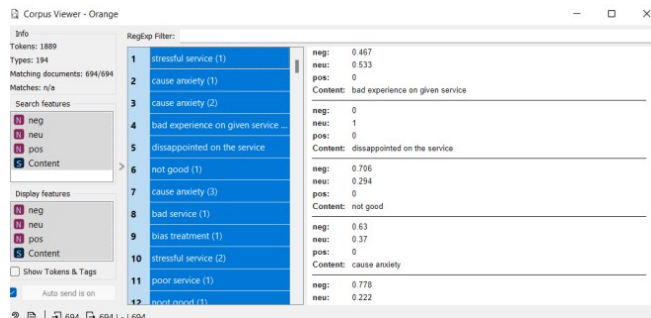 Corpus Viewer - Orange
Info
Tokens: 1889
Types: 194
Matching documents: 694/694
Matches: n/a
Search features
N neg
N neu
N pos
S Content
Display features
N neg
N neu
N pos
S Content
Show Tokens & Tags
Auto send is on
694 694 | - | 694
RegExp Filter:
1 stressful service (1)
2 cause anxiety (1)
3 cause anxiety (2)
4 bad experience on given service ...
5 dissappointed on the service
6 not good (1)
7 cause anxiety (3)
8 bad service (1)
9 bias treatment (1)
10 stressful service (2)
11 poor service (1)
12 noot good (1)
neg: 0.467
neu: 0.533
pos: 0
Content: bad experience on given service
neg: 0
neu: 1
pos: 0
Content: dissappointed on the service
neg: 0.706
neu: 0.294
pos: 0
Content: not good
neg: 0.63
neu: 0.37
pos: 0
Content: cause anxiety
neg: 0.778
neu: 0.222